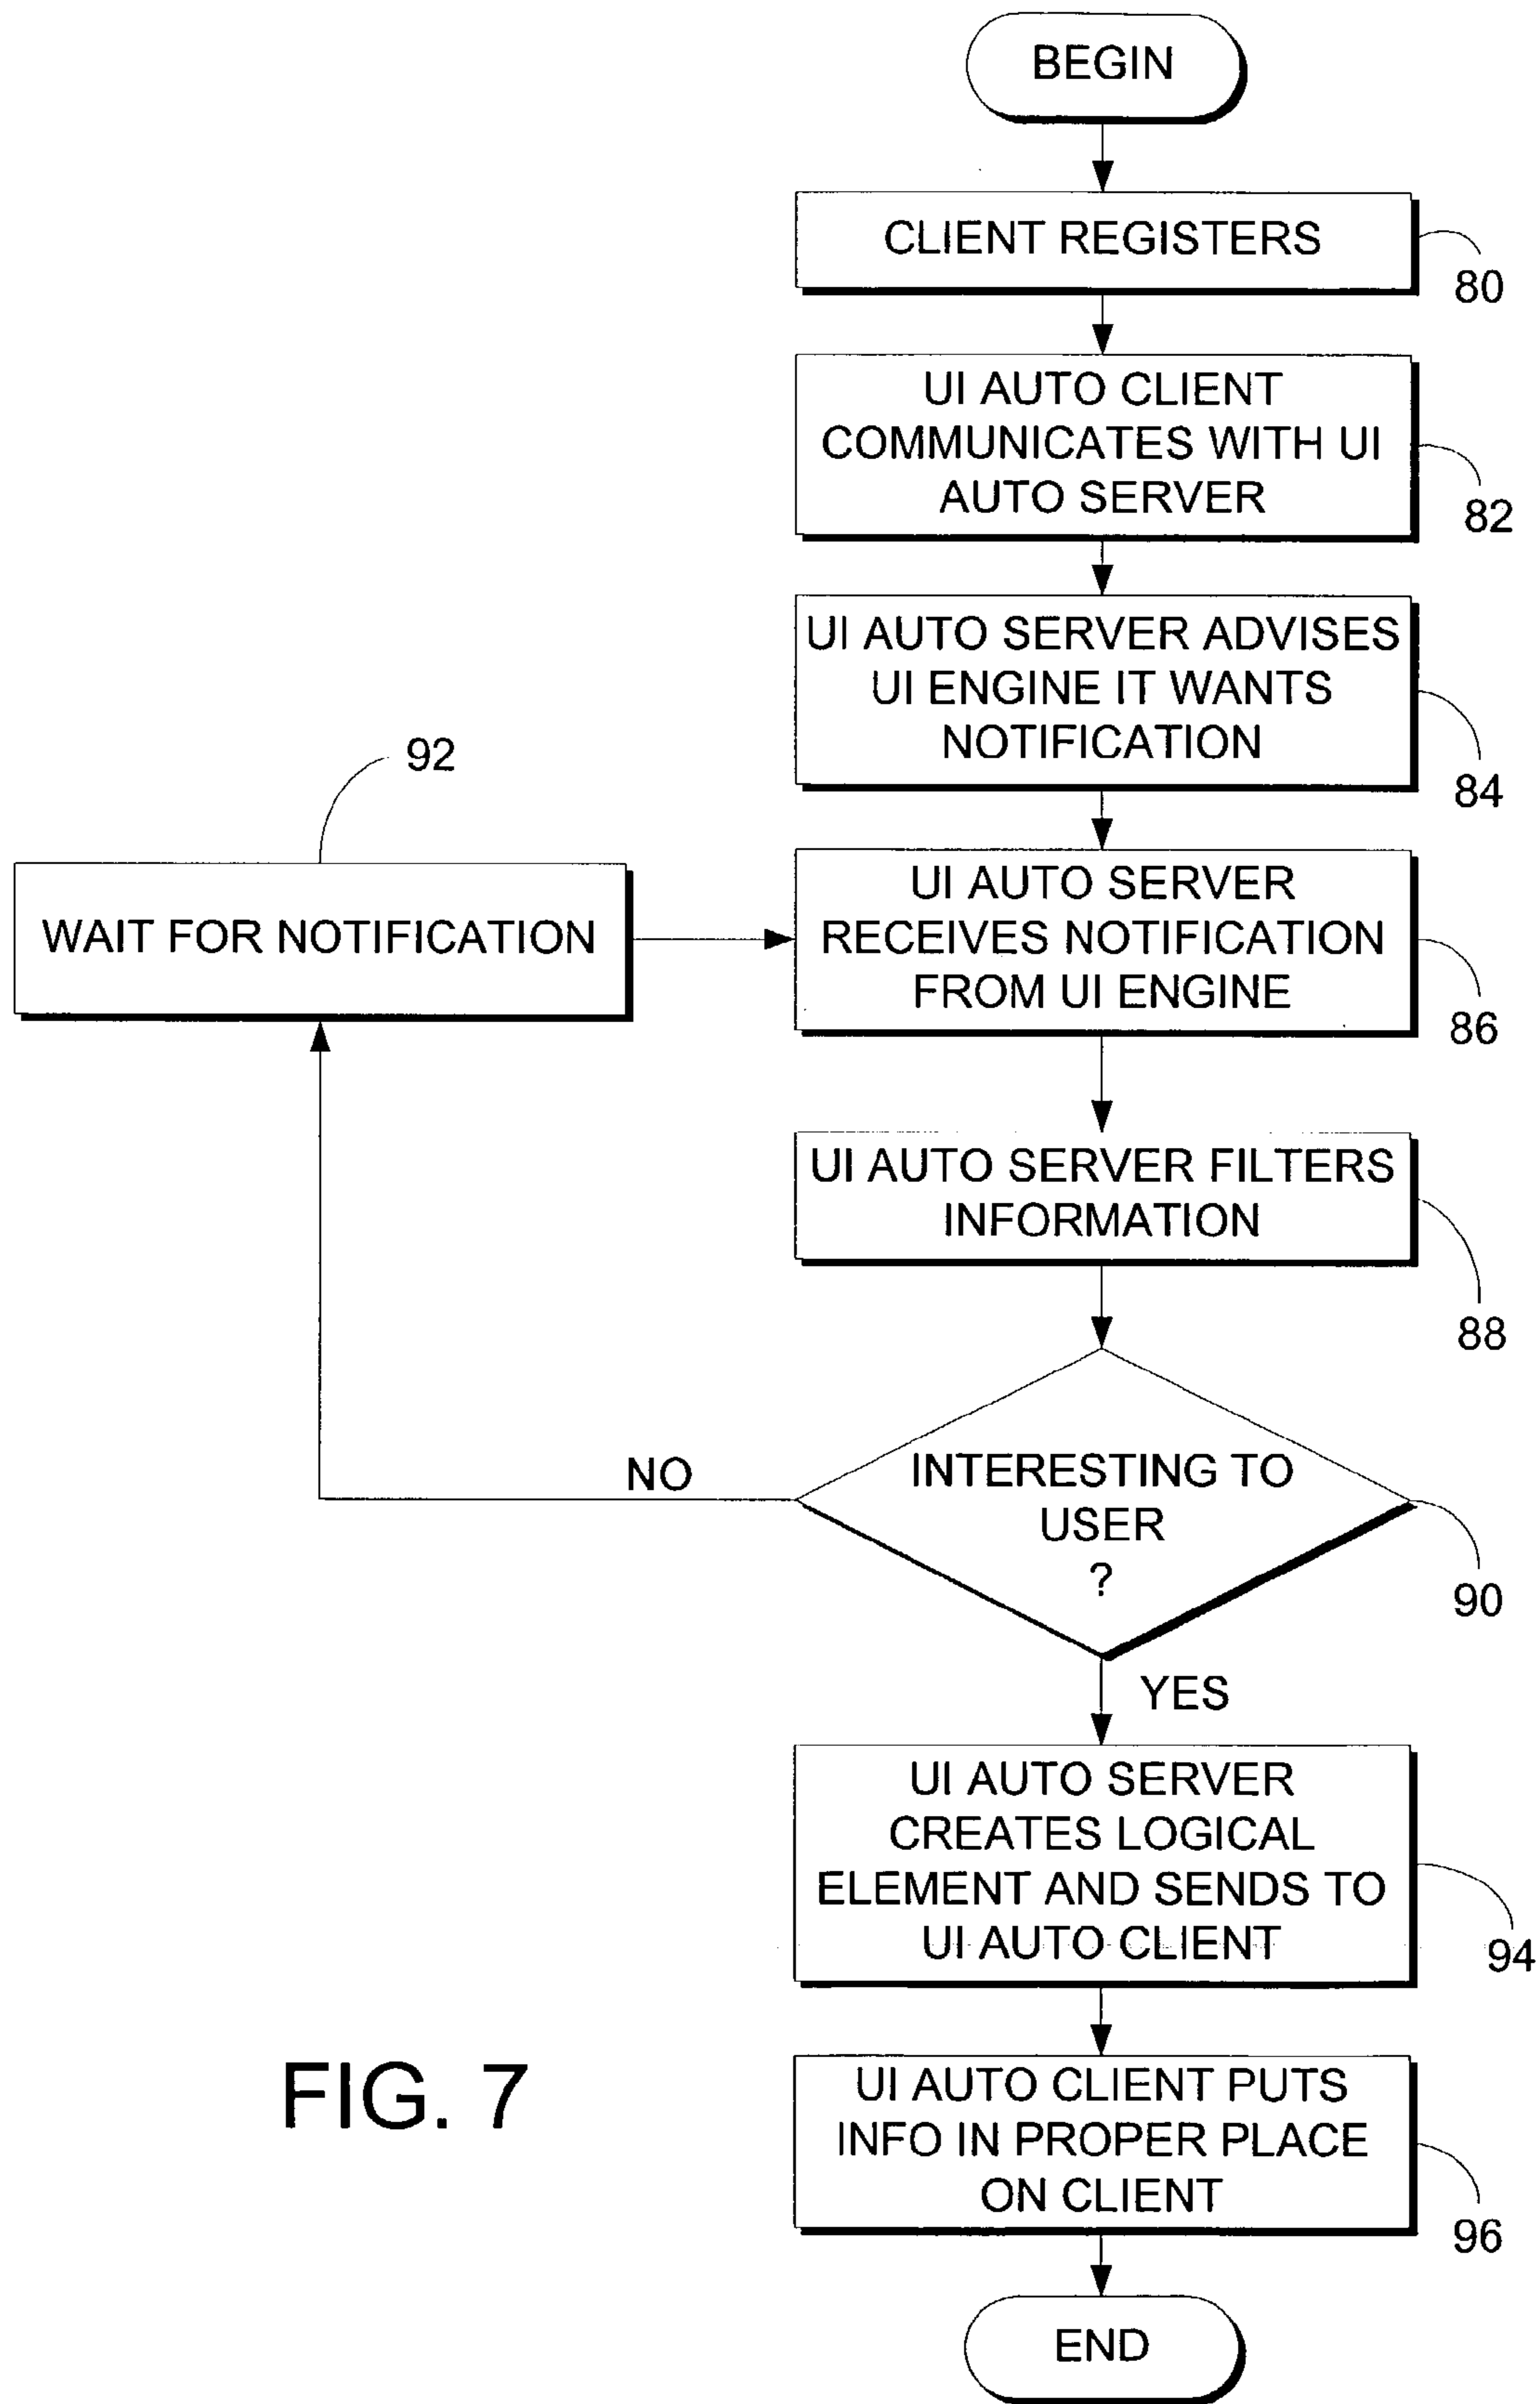 BEGIN
CLIENT REGISTERS
80
UI AUTO CLIENT
COMMUNICATES WITH UI
AUTO SERVER
82
UI AUTO SERVER ADVISES
UI ENGINE IT WANTS
NOTIFICATION
84
92
WAIT FOR NOTIFICATION
UI AUTO SERVER
RECEIVES NOTIFICATION
FROM UI ENGINE
86
UI AUTO SERVER FILTERS
INFORMATION
88
NO
INTERESTING TO
USER
?
90
YES
UI AUTO SERVER
CREATES LOGICAL
ELEMENT AND SENDS TO
UI AUTO CLIENT
94
FIG. 7
UI AUTO CLIENT PUTS
INFO IN PROPER PLACE
ON CLIENT
96
END